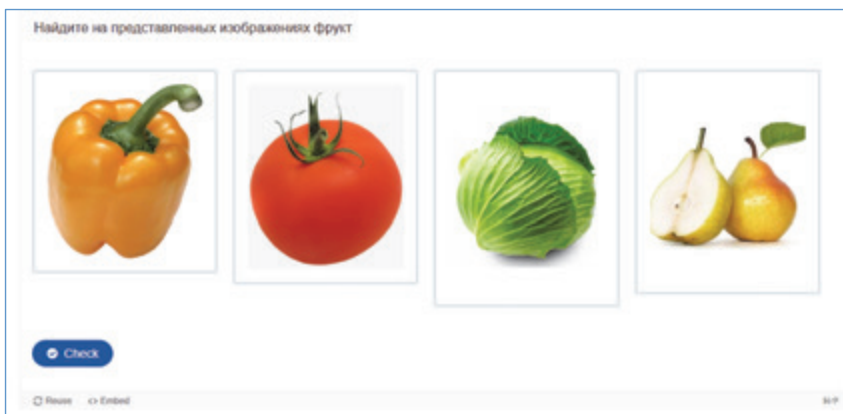 Найдите на представленных изображениях фрукт
Check
Reuse <> Embed
H-P